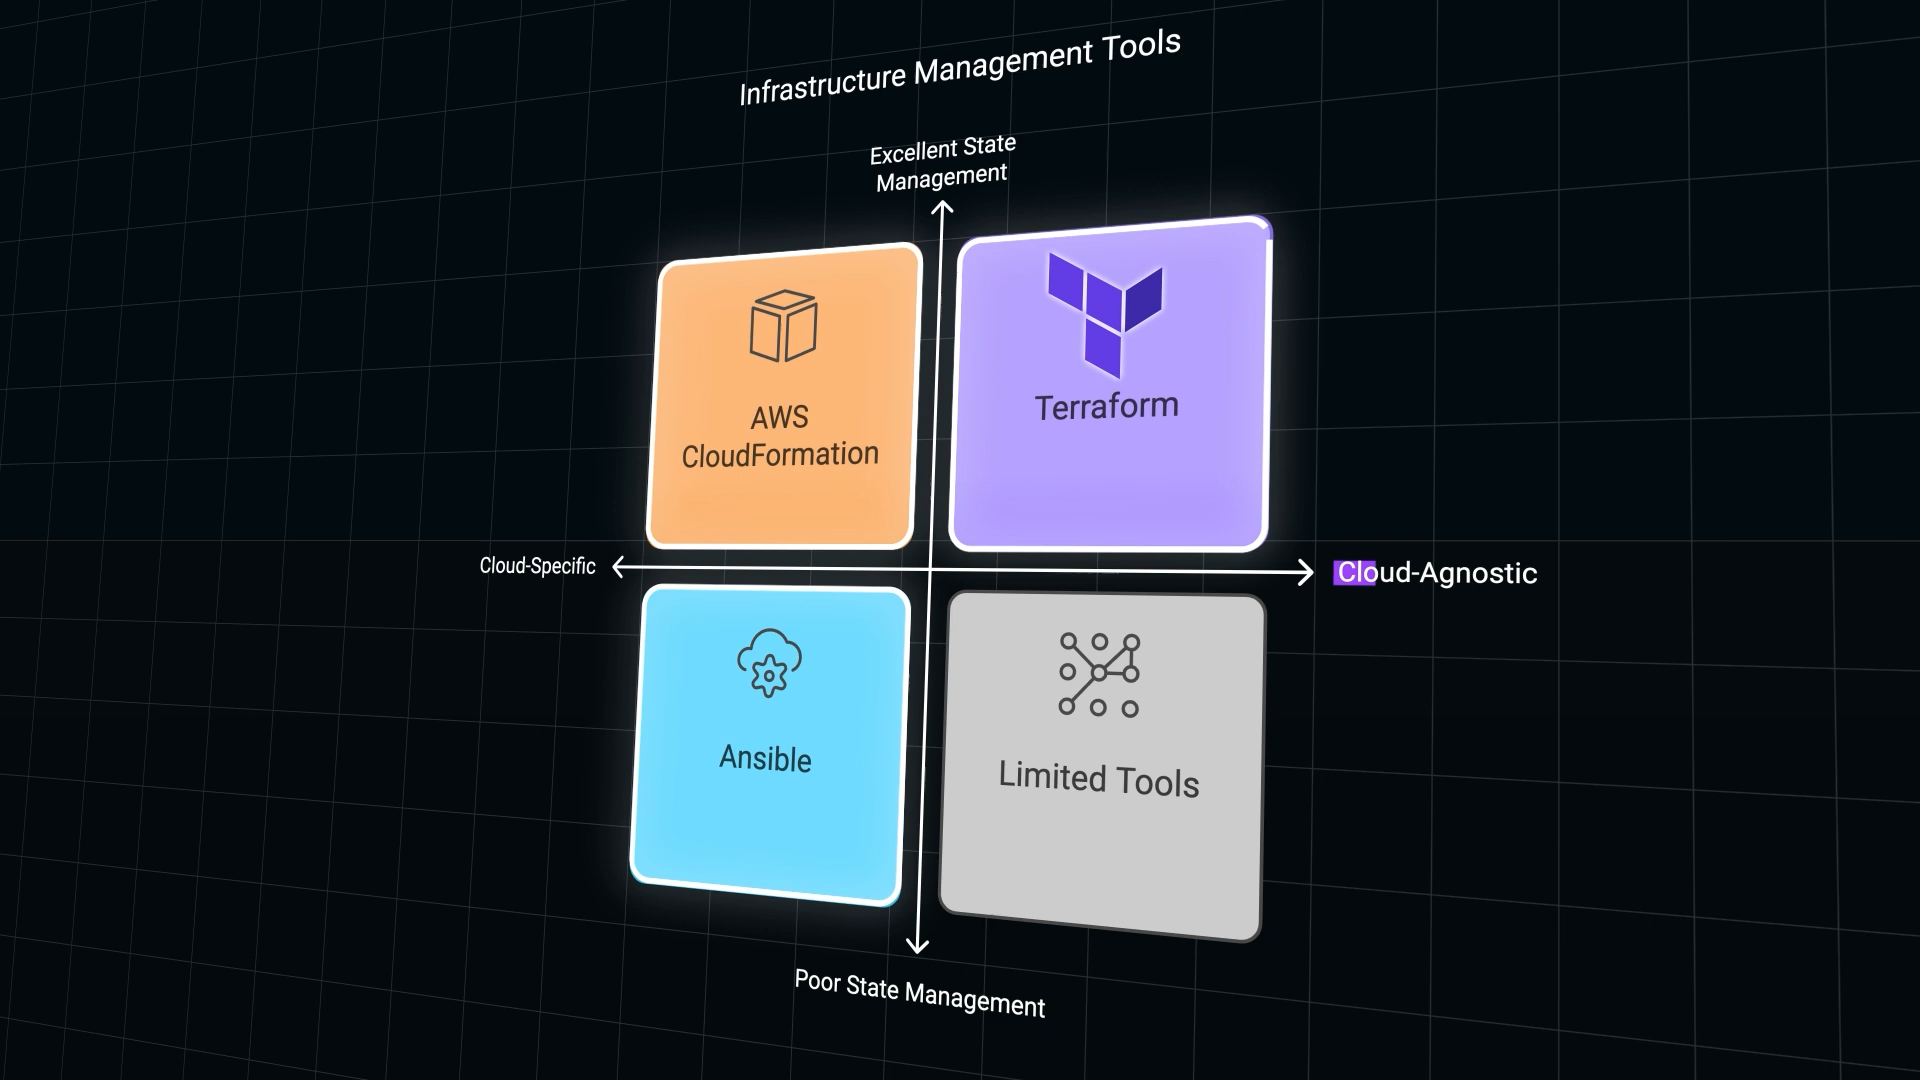 Infrastructure Management Tools
Excellent State
Management
AWS
CloudFormation
Terraform
Cloud-Specific
Cloud-Agnostic
Ansible
Limited Tools
Poor State Management